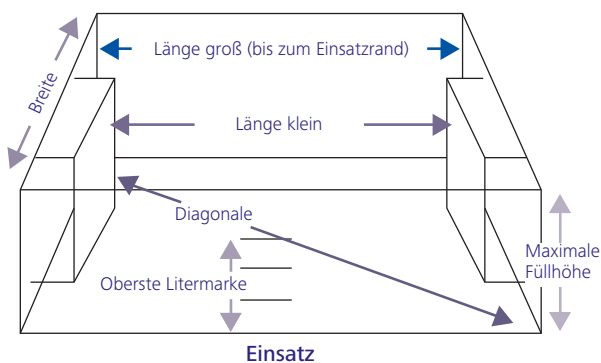 Länge groß (bis zum Einsatzrand)
Breite
Länge klein
Diagonale
Maximale
Füllhöhe
Oberste Litermarke
Einsatz